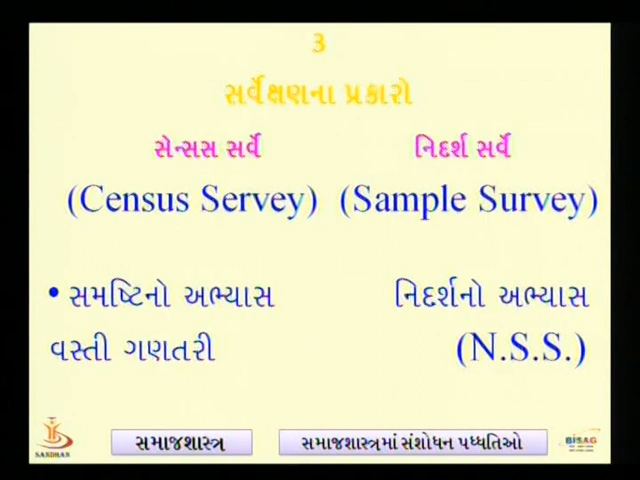 ૩
સર્વેક્ષણના પ્રકારો
સેન્સસ સર્વે નિદર્શ સર્વે
(Census Servey) (Sample Survey)
• સમષ્ટિનો અભ્યાસ નિદર્શનો અભ્યાસ
વસ્તી ગણતરી (N.S.S.)
SANDHAN સમાજશાસ્ત્ર સમાજશાસ્ત્રમાં સંશોધન પધ્ધતિઓ BISAG